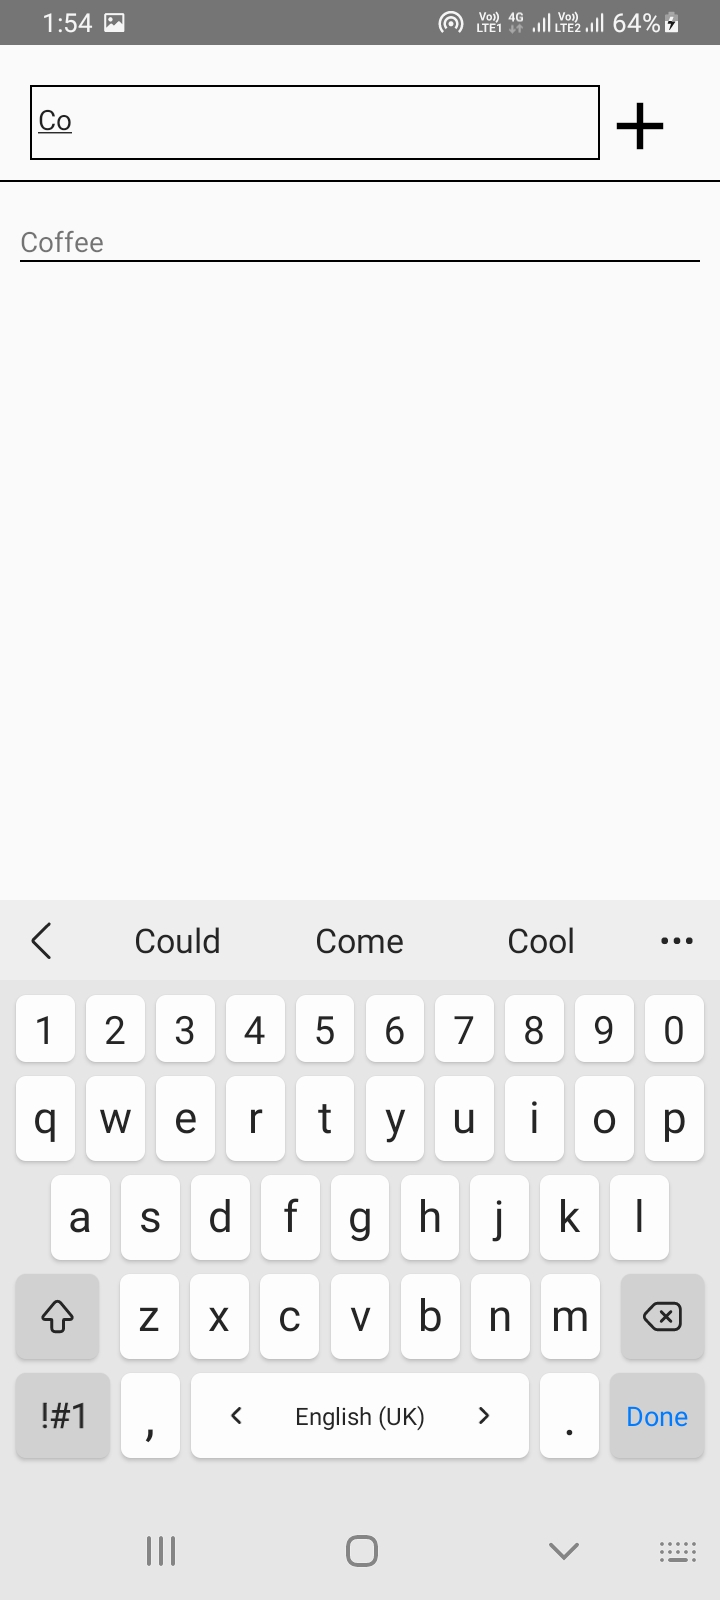 1:54 Vo)) LTE1 4G Vo)) LTE2 64%
Co
Coffee
Could Come Cool •••
1 2 3 4 5 6 7 8 9 0
q w e r t y u i o p
a s d f g h j k l
z x c v b n m
!#1 , < English (UK) > . Done